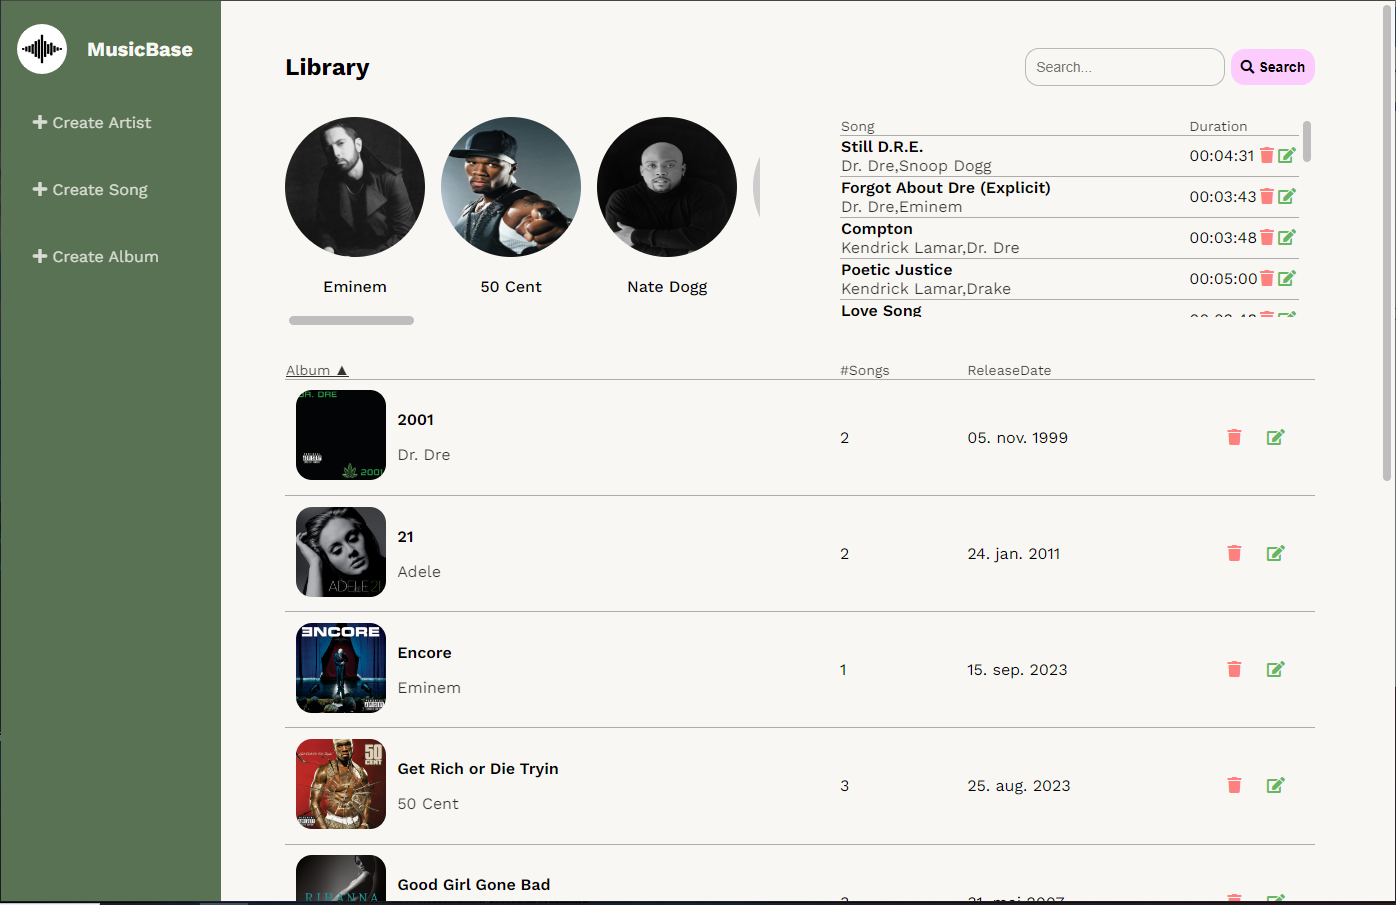 MusicBase
Create Artist
Create Song
Create Album
Library
Search...
Search
Eminem
50 Cent
Nate Dogg
Song Duration
Still D.R.E.
Dr. Dre,Snoop Dogg
00:04:31
Forgot About Dre (Explicit)
Dr. Dre,Eminem
00:03:43
Compton
Kendrick Lamar,Dr. Dre
00:03:48
Poetic Justice
Kendrick Lamar,Drake
00:05:00
Love Song
Album ▲ #Songs ReleaseDate
DR. DRE
2001
2001
Dr. Dre
2 05. nov. 1999
ADELE 21
21
Adele
2 24. jan. 2011
ENCORE
Encore
Eminem
1 15. sep. 2023
50
CENT
Get Rich or Die Tryin
50 Cent
3 25. aug. 2023
RIHANNA
Good Girl Gone Bad